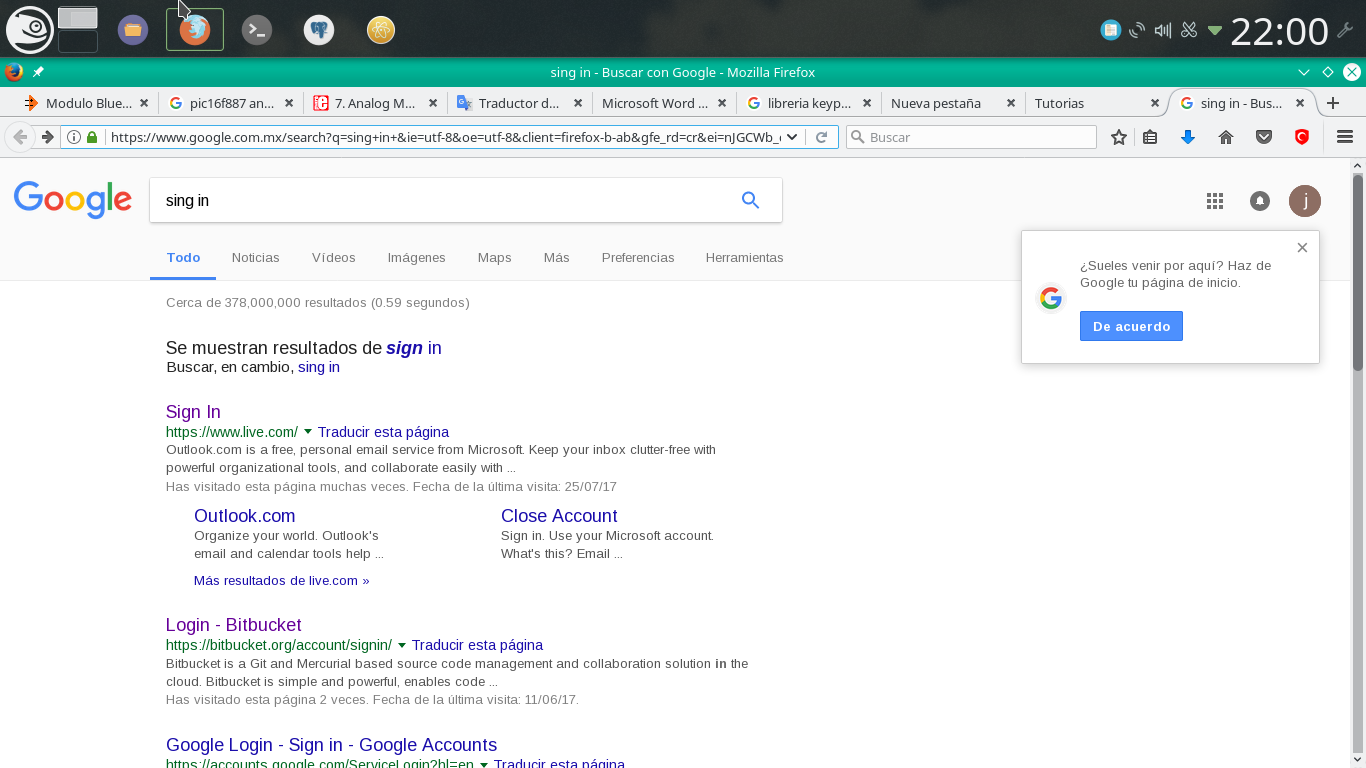 22:00
sing in - Buscar con Google - Mozilla Firefox
Modulo Blue...
pic16f887 an...
7. Analog M...
Traductor d...
Microsoft Word ...
libreria keyp...
Nueva pestaña
Tutorias
sing in - Bus...
https://www.google.com.mx/search?q=sing+in+&ie=utf-8&oe=utf-8&client=firefox-b-ab&gfe_rd=cr&ei=nJGCWb_
Buscar
Google
sing in
j
Todo
Noticias
Vídeos
Imágenes
Maps
Más
Preferencias
Herramientas
¿Sueles venir por aquí? Haz de
Google tu página de inicio.
De acuerdo
Cerca de 378,000,000 resultados (0.59 segundos)
Se muestran resultados de sign in
Buscar, en cambio, sing in
Sign In
https://www.live.com/ Traducir esta página
Outlook.com is a free, personal email service from Microsoft. Keep your inbox clutter-free with
powerful organizational tools, and collaborate easily with ...
Has visitado esta página muchas veces. Fecha de la última visita: 25/07/17
Outlook.com
Organize your world. Outlook's
email and calendar tools help ...
Close Account
Sign in. Use your Microsoft account.
What's this? Email ...
Más resultados de live.com »
Login - Bitbucket
https://bitbucket.org/account/signin/ Traducir esta página
Bitbucket is a Git and Mercurial based source code management and collaboration solution in the
cloud. Bitbucket is simple and powerful, enables code ...
Has visitado esta página 2 veces. Fecha de la última visita: 11/06/17.
Google Login - Sign in - Google Accounts
https://accounts.google.com/ServiceLogin?hl=en Traducir esta página